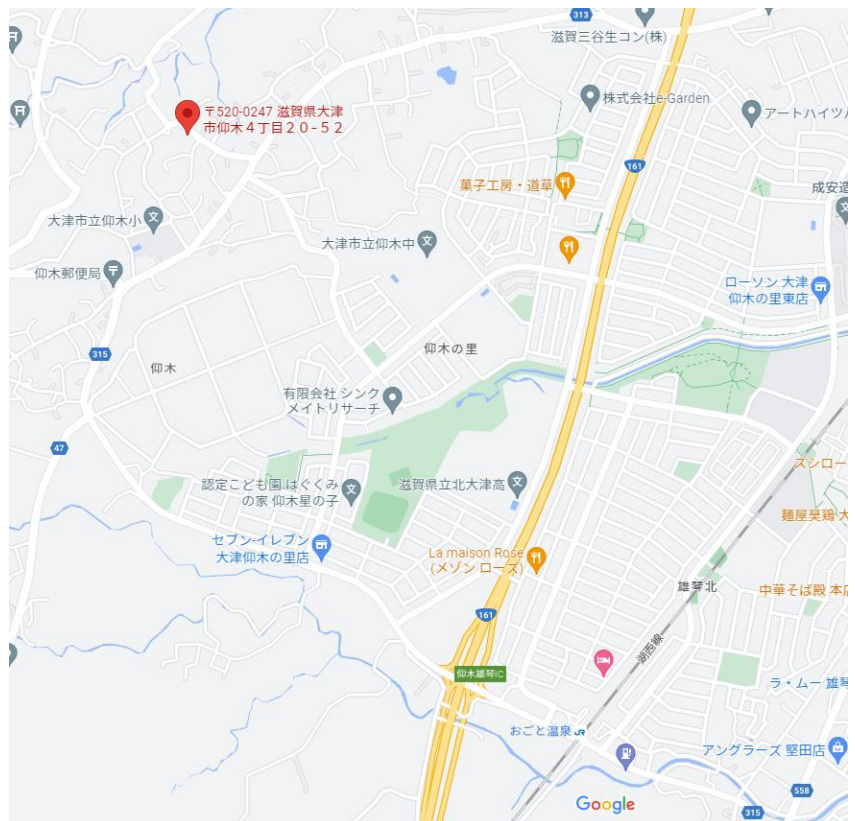 313
滋賀三谷生コン(株)
〒520-0247 滋賀県大津
市仰木4丁目20-52
株式会社e-Garden
アートハイツハ
161
菓子工房・道草
成安造
大津市立仰木小
大津市立仰木中
仰木郵便局
ローソン 大津
仰木の里東店
315
仰木
仰木の里
有限会社 シンク
メイトリサーチ
47
スシロー
認定こども園 はぐくみ
の家 仰木星の子
滋賀県立北大津高
麺屋昊鶏 大
セブン-イレブン
大津仰木の里店
La maison Rose
(メゾン ローズ)
雄琴北
中華そば殿 本店
161
湖西線
仰木雄琴IC
ラ・ムー 雄琴
おごと温泉 JR
アングラーズ 堅田店
558
Google
315